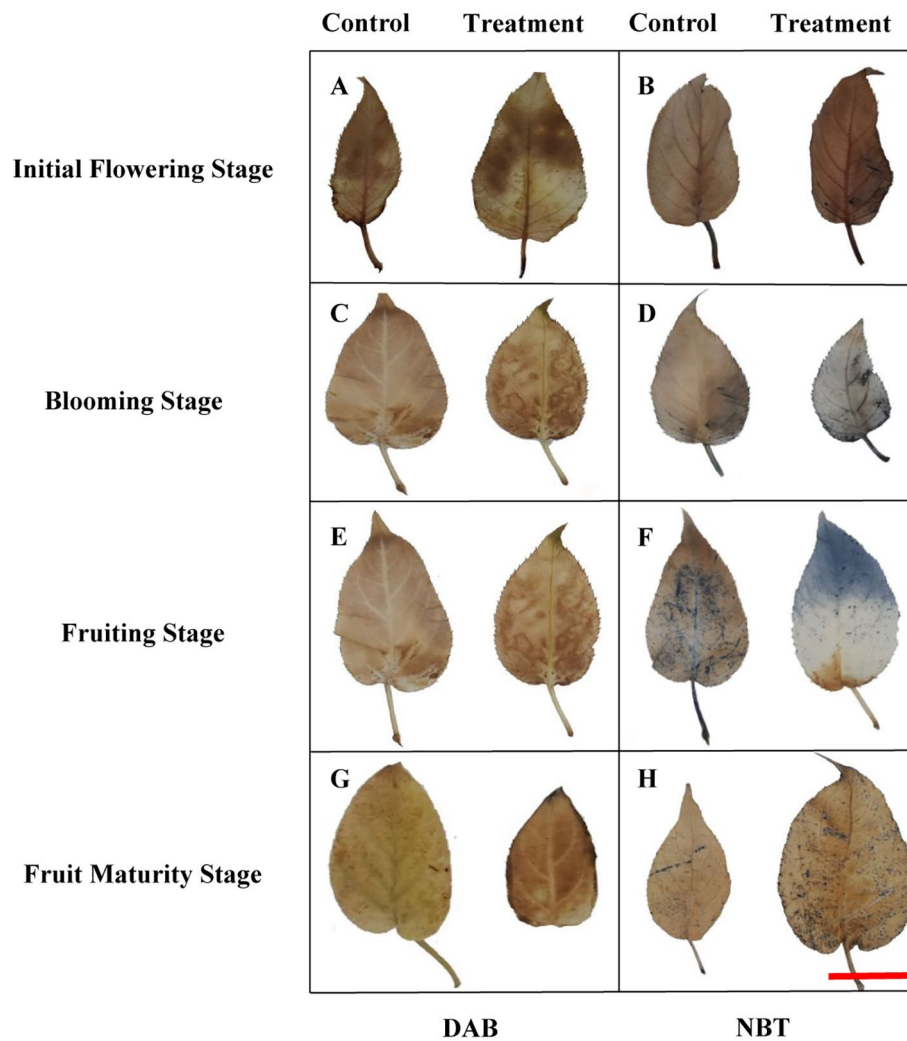 Control Treatment Control Treatment
A B
Initial Flowering Stage
C D
Blooming Stage
E F
Fruiting Stage
G H
Fruit Maturity Stage
DAB NBT